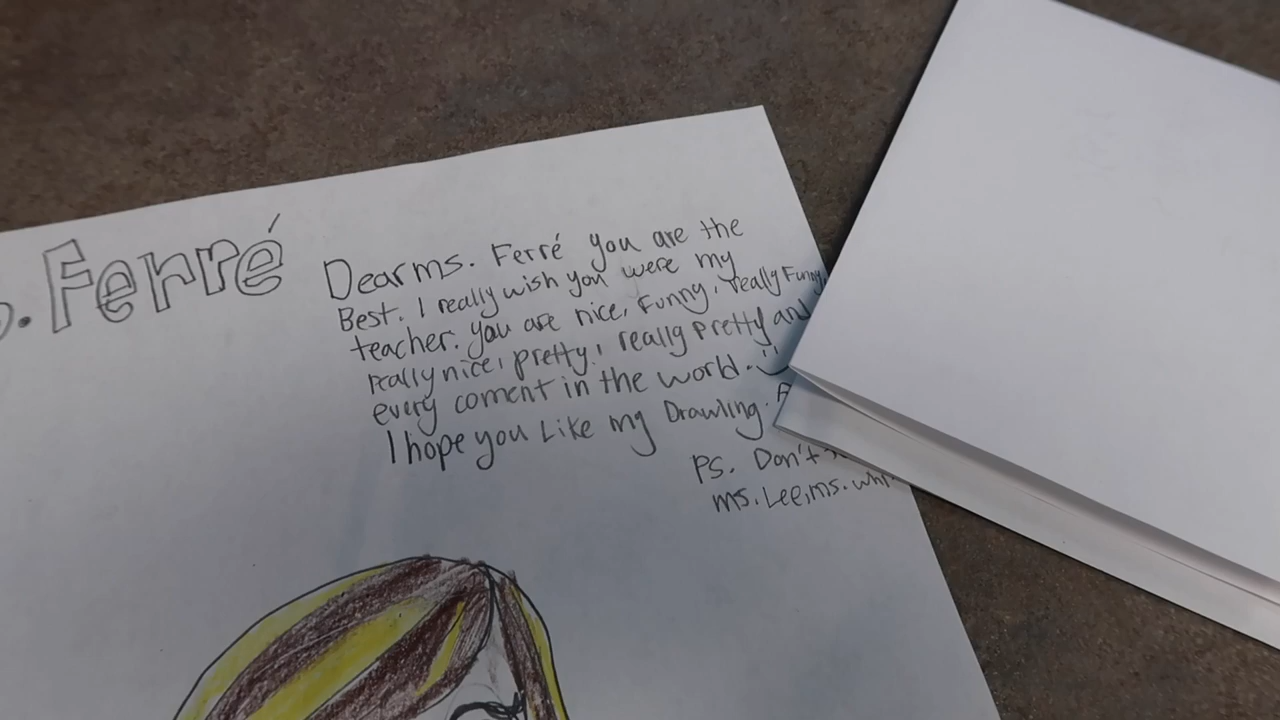 . Ferré
Dear ms. Ferré you are the
Best. I really wish you were my
teacher. you are nice, Funny, really Funny,
really nice, pretty, really pretty and
every coment in the world. :)
I hope you Like my Drawling.
PS. Don't
ms. Lee, ms.